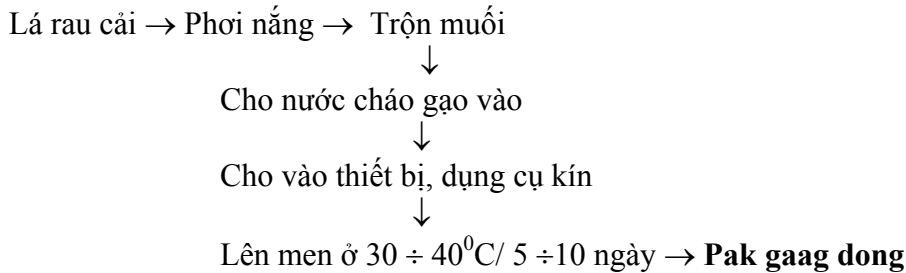 Lá rau cải → Phơi nắng → Trộn muối
↓
Cho nước cháo gạo vào
↓
Cho vào thiết bị, dụng cụ kín
↓
Lên men ở 30 ÷ 40⁰C/ 5 ÷10 ngày → Pak gaag dong